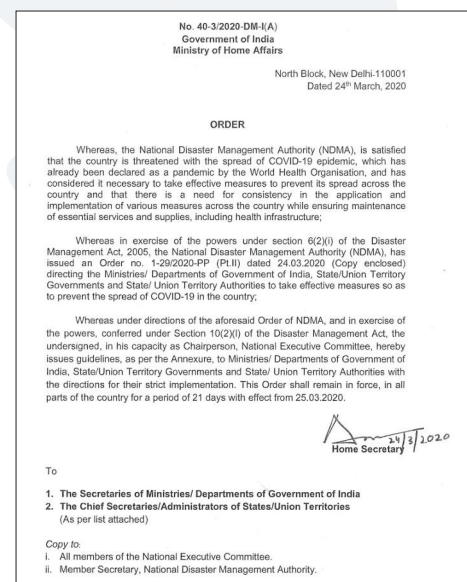 No. 40-3/2020-DM-I(A)
Government of India
Ministry of Home Affairs
North Block, New Delhi-110001
Dated 24th March, 2020
ORDER
Whereas, the National Disaster Management Authority (NDMA), is satisfied
that the country is threatened with the spread of COVID-19 epidemic, which has
already been declared as a pandemic by the World Health Organisation, and has
considered it necessary to take effective measures to prevent its spread across the
country and that there is a need for consistency in the application and
implementation of various measures across the country while ensuring maintenance
of essential services and supplies, including health infrastructure;
Whereas in exercise of the powers under section 6(2)(i) of the Disaster
Management Act, 2005, the National Disaster Management Authority (NDMA), has
issued an Order no. 1-29/2020-PP (Pt.II) dated 24.03.2020 (Copy enclosed)
directing the Ministries/ Departments of Government of India, State/Union Territory
Governments and State/ Union Territory Authorities to take effective measures so as
to prevent the spread of COVID-19 in the country;
Whereas under directions of the aforesaid Order of NDMA, and in exercise of
the powers, conferred under Section 10(2)(l) of the Disaster Management Act, the
undersigned, in his capacity as Chairperson, National Executive Committee, hereby
issues guidelines, as per the Annexure, to Ministries/ Departments of Government of
India, State/Union Territory Governments and State/ Union Territory Authorities with
the directions for their strict implementation. This Order shall remain in force, in all
parts of the country for a period of 21 days with effect from 25.03.2020.
24/3/2020
Home Secretary
To
1. The Secretaries of Ministries/ Departments of Government of India
2. The Chief Secretaries/Administrators of States/Union Territories
(As per list attached)
Copy to:
i. All members of the National Executive Committee.
ii. Member Secretary, National Disaster Management Authority.